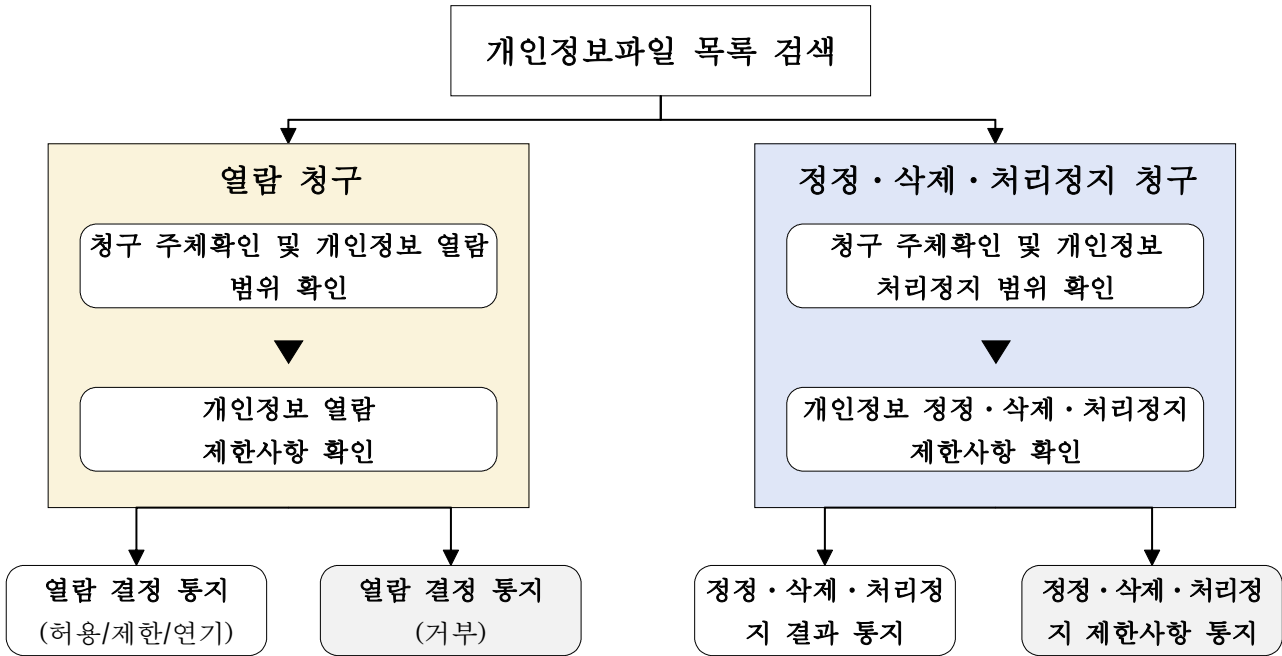 개인정보파일 목록 검색
열람 청구
청구 주체확인 및 개인정보 열람
범위 확인
개인정보 열람
제한사항 확인
정정·삭제·처리정지 청구
청구 주체확인 및 개인정보
처리정지 범위 확인
개인정보 정정·삭제·처리정지
제한사항 확인
열람 결정 통지
(허용/제한/연기)
열람 결정 통지
(거부)
정정·삭제·처리정
지 결과 통지
정정·삭제·처리정
지 제한사항 통지